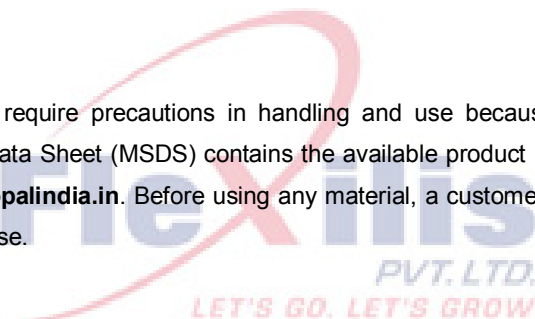 require precautions in handling and use becaus
ata Sheet (MSDS) contains the available product
palindia.in. Before using any material, a custome
se.
Flexilis
PVT. LTD.
LET'S GO. LET'S GROW